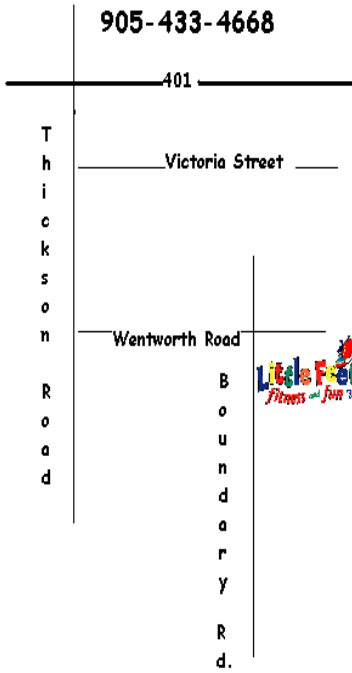 905-433-4668
401
Thickson Road
Victoria Street
Wentworth Road
Boundary Rd.
Little Feet
fitness and fun